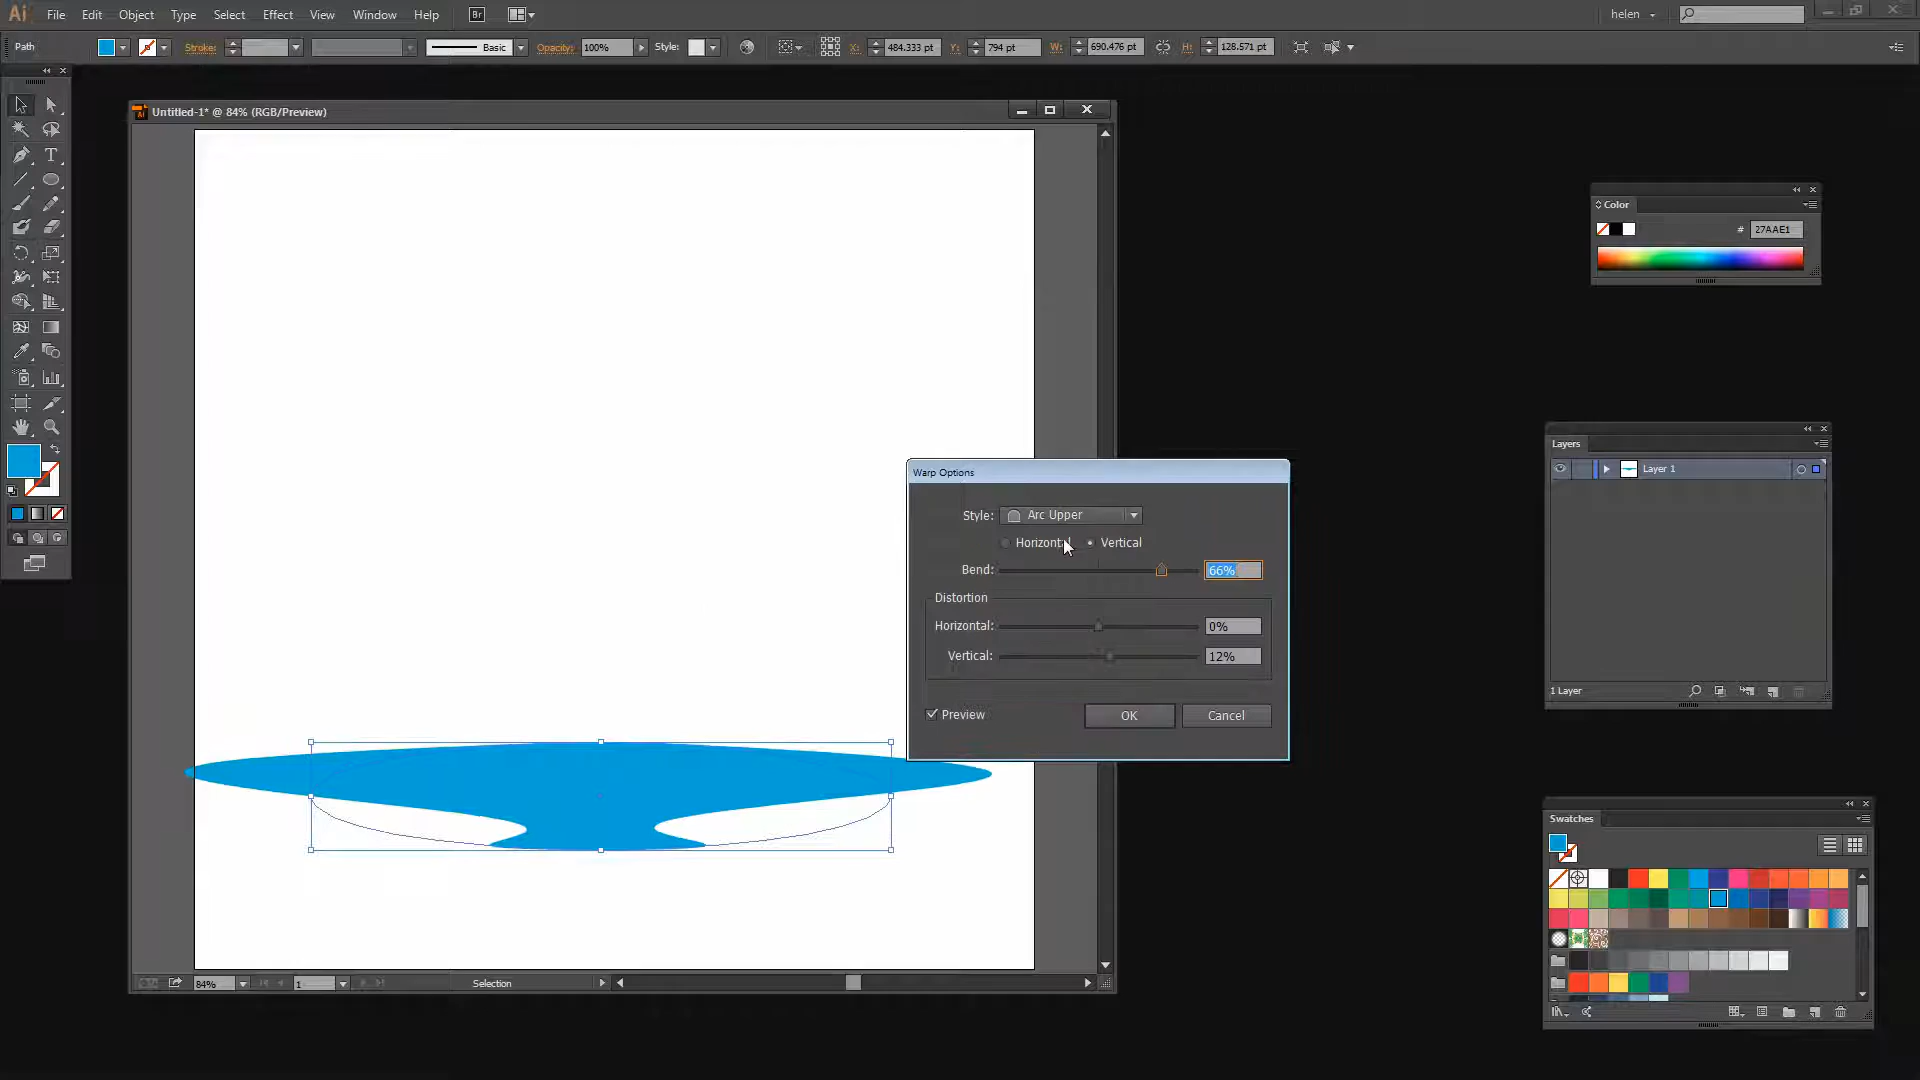 Ai File Edit Object Type Select Effect View Window Help Br helen
Path Stroke: Basic Opacity: 100% Style: X: 484.333 pt Y: 794 pt W: 690.476 pt H: 128.571 pt
Untitled-1* @ 84% (RGB/Preview)
Color
# 27AAE1
Layers
Layer 1
1 Layer
Warp Options
Style: Arc Upper
Horizontal Vertical
Bend: 66%
Distortion
Horizontal: 0%
Vertical: 12%
Preview OK Cancel
Swatches
84% 1 Selection